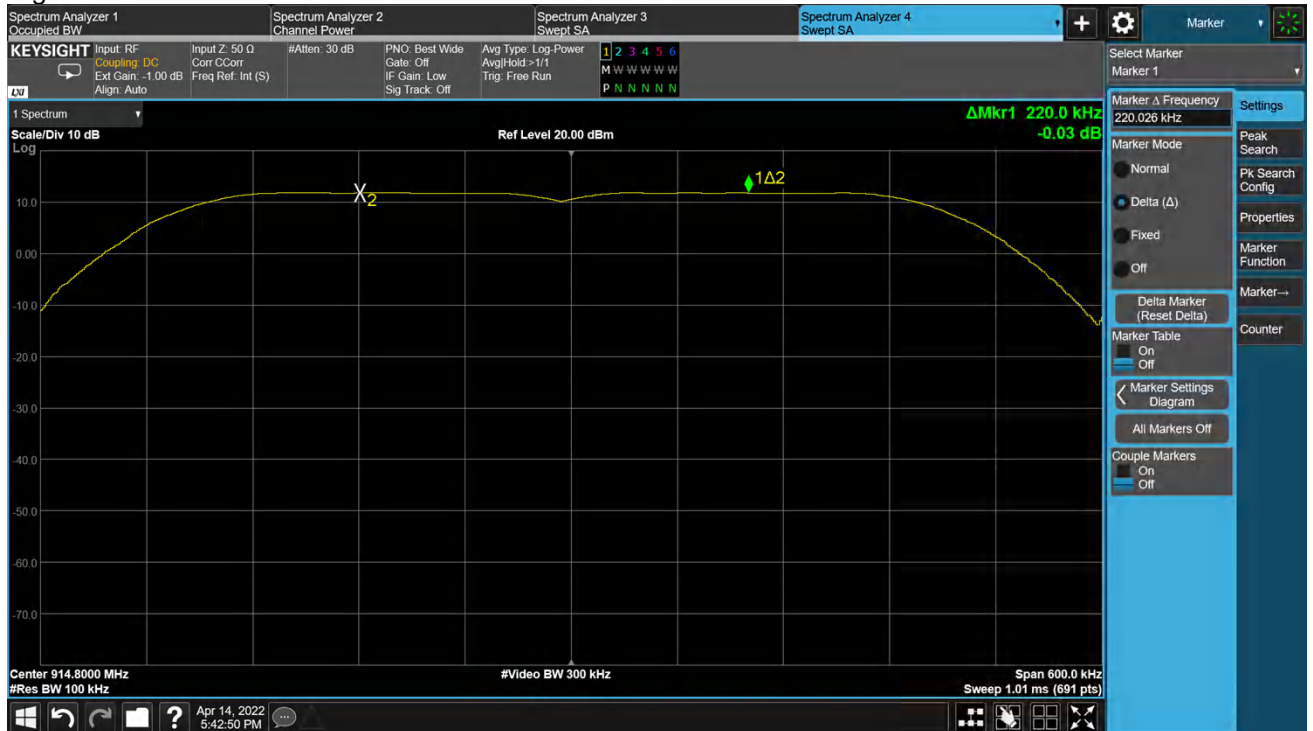 Spectrum Analyzer 1
Occupied BW
Spectrum Analyzer 2
Channel Power
Spectrum Analyzer 3
Swept SA
Spectrum Analyzer 4
Swept SA
+
Marker
KEYSIGHT
LXI
Input: RF
Coupling: DC
Ext Gain: -1.00 dB
Align: Auto
Input Z: 50 Ω
Corr CCorr
Freq Ref: Int (S)
#Atten: 30 dB
PNO: Best Wide
Gate: Off
IF Gain: Low
Sig Track: Off
Avg Type: Log-Power
Avg|Hold:>1/1
Trig: Free Run
1 2 3 4 5 6
M W W W W W
P N N N N N
1 Spectrum
Scale/Div 10 dB
Log
Ref Level 20.00 dBm
ΔMkr1 220.0 kHz
-0.03 dB
1Δ2
X2
10.0
0.00
-10.0
-20.0
-30.0
-40.0
-50.0
-60.0
-70.0
Center 914.8000 MHz
#Res BW 100 kHz
#Video BW 300 kHz
Span 600.0 kHz
Sweep 1.01 ms (691 pts)
Select Marker
Marker 1
Marker Δ Frequency
220.026 kHz
Marker Mode
Normal
Delta (Δ)
Fixed
Off
Delta Marker
(Reset Delta)
Marker Table
On
Off
Marker Settings
Diagram
All Markers Off
Couple Markers
On
Off
Settings
Peak
Search
Pk Search
Config
Properties
Marker
Function
Marker→
Counter
?
Apr 14, 2022
5:42:50 PM